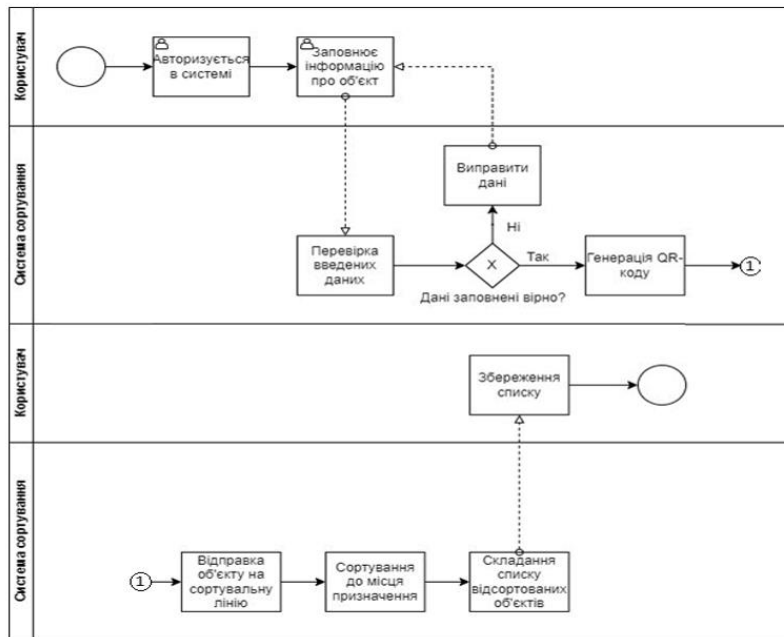 Користувач
Авторизується
в системі
Заповнює
інформацію
про об'єкт
Система сортування
Виправити
дані
Ні
Перевірка
введених
даних
X
Так
Генерація QR-
коду
1
Дані заповнені вірно?
Користувач
Збереження
списку
Система сортування
1
Відправка
об'єкту на
сортувальну
лінію
Сортування
до місця
призначення
Складання
списку
відсортованих
об'єктів